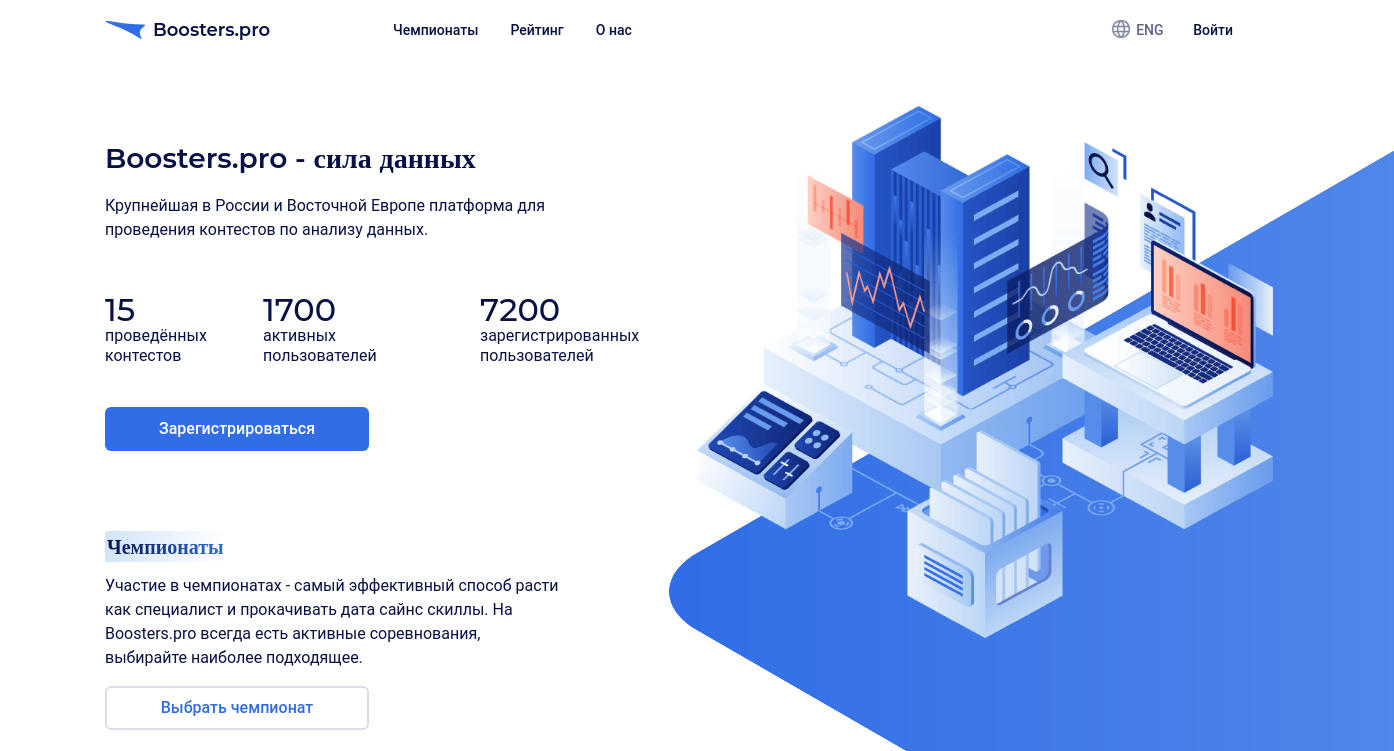 Boosters.pro
Чемпионаты Рейтинг О нас
ENG Войти
Boosters.pro - сила данных
Крупнейшая в России и Восточной Европе платформа для
проведения контестов по анализу данных.
15 1700 7200
проведённых активных зарегистрированных
контестов пользователей пользователей
Зарегистрироваться
Чемпионаты
Участие в чемпионатах - самый эффективный способ расти
как специалист и прокачивать дата сайнс скиллы. На
Boosters.pro всегда есть активные соревнования,
выбирайте наиболее подходящее.
Выбрать чемпионат